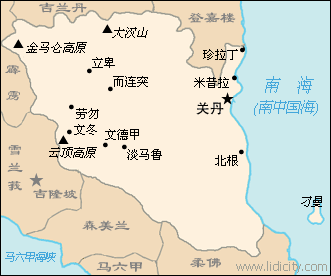 吉兰丹
登嘉楼
大汉山
金马仑高原
珍拉丁
霹雳
立卑
而连突
米昔拉
南 海
(南中国海)
关丹
劳勿
文冬
云顶高原
文德甲
淡马鲁
北根
雪兰莪
吉隆坡
刁曼
森美兰
马六甲海峡
马六甲
柔佛
© www.lidicity.com